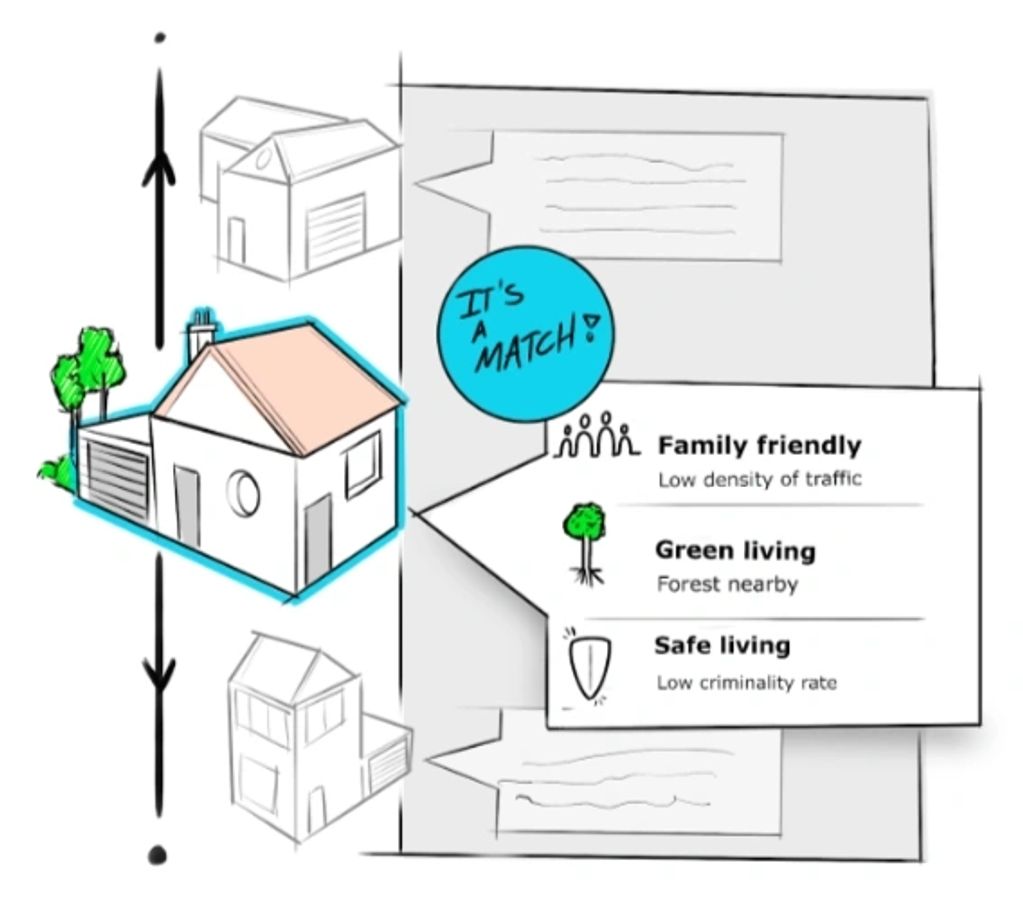 IT'S
A
MATCH!
Family friendly
Low density of traffic
Green living
Forest nearby
Safe living
Low criminality rate